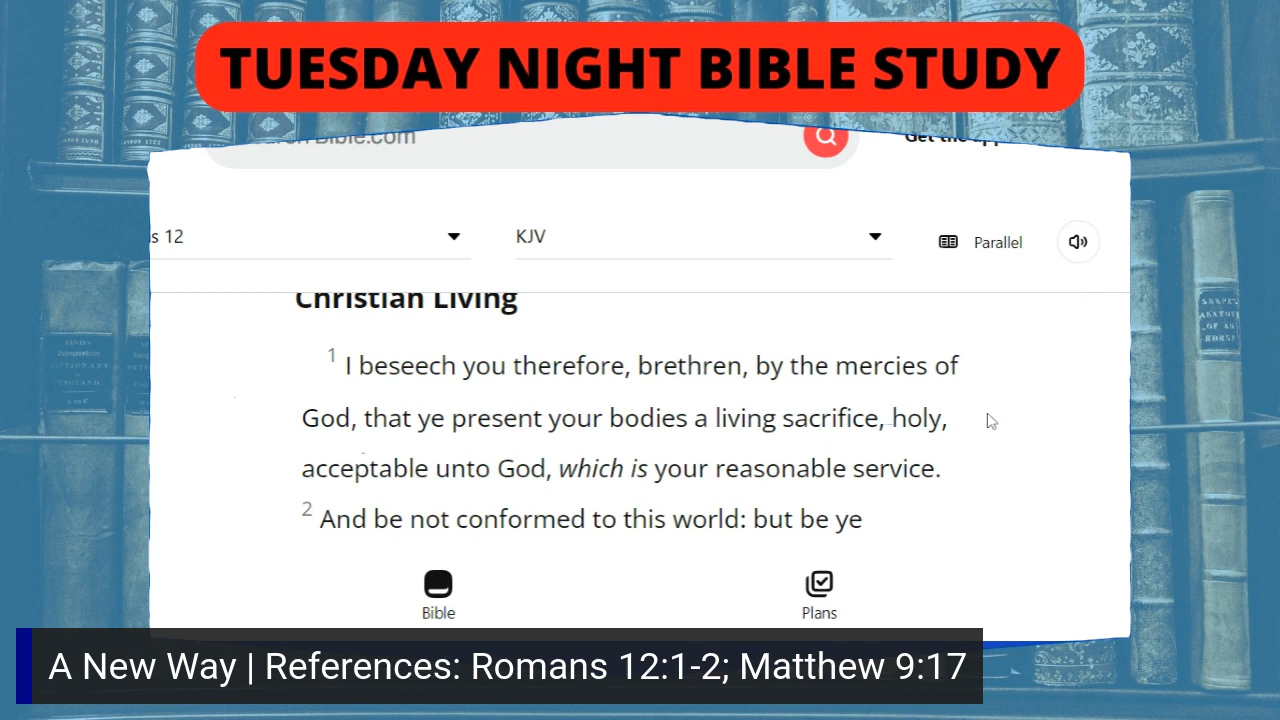 TUESDAY NIGHT BIBLE STUDY
Bible.com
Get the app
s 12
KJV
Parallel
Christian Living
1 I beseech you therefore, brethren, by the mercies of
God, that ye present your bodies a living sacrifice, holy,
acceptable unto God, which is your reasonable service.
2 And be not conformed to this world: but be ye
Bible
Plans
A New Way | References: Romans 12:1-2; Matthew 9:17